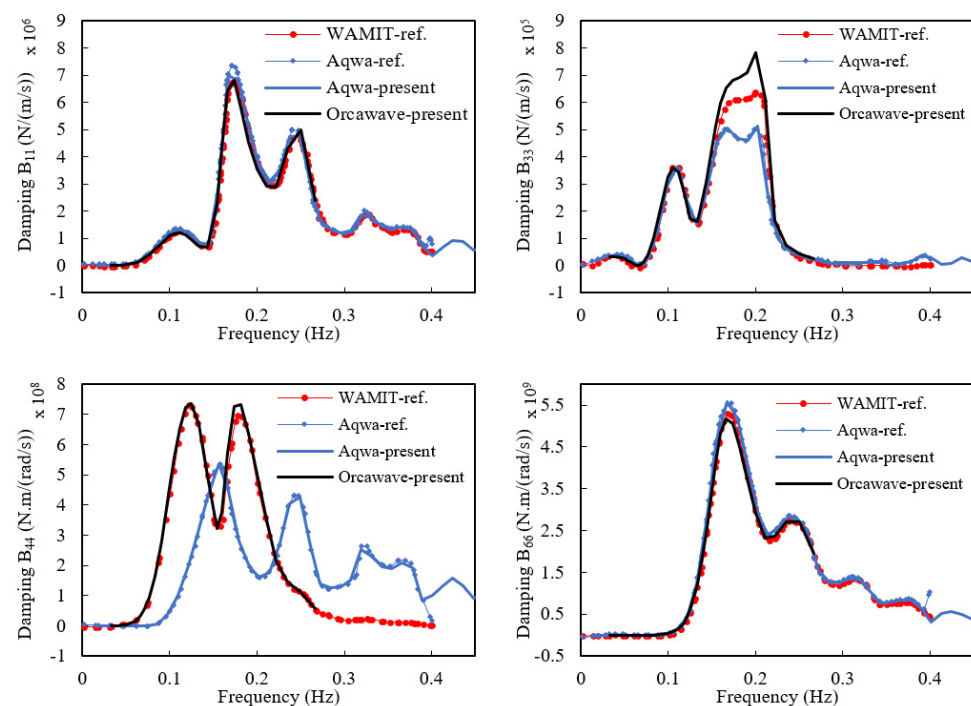 Damping B11 (N/(m/s)) x 10^6
9
8
7
6
5
4
3
2
1
0
-1
WAMIT-ref.
Aqwa-ref.
Aqwa-present
Orcawave-present
0 0.1 0.2 0.3 0.4
Frequency (Hz)
Damping B33 (N/(m/s)) x 10^5
9
8
7
6
5
4
3
2
1
0
-1
WAMIT-ref.
Aqwa-ref.
Aqwa-present
Orcawave-present
0 0.1 0.2 0.3 0.4
Frequency (Hz)
Damping B44 (N.m/(rad/s)) x 10^8
8
7
6
5
4
3
2
1
0
-1
WAMIT-ref.
Aqwa-ref.
Aqwa-present
Orcawave-present
0 0.1 0.2 0.3 0.4
Frequency (Hz)
Damping B66 (N.m/(rad/s)) x 10^9
5.5
4.5
3.5
2.5
1.5
0.5
-0.5
WAMIT-ref.
Aqwa-ref.
Aqwa-present
Orcawave-present
0 0.1 0.2 0.3 0.4
Frequency (Hz)